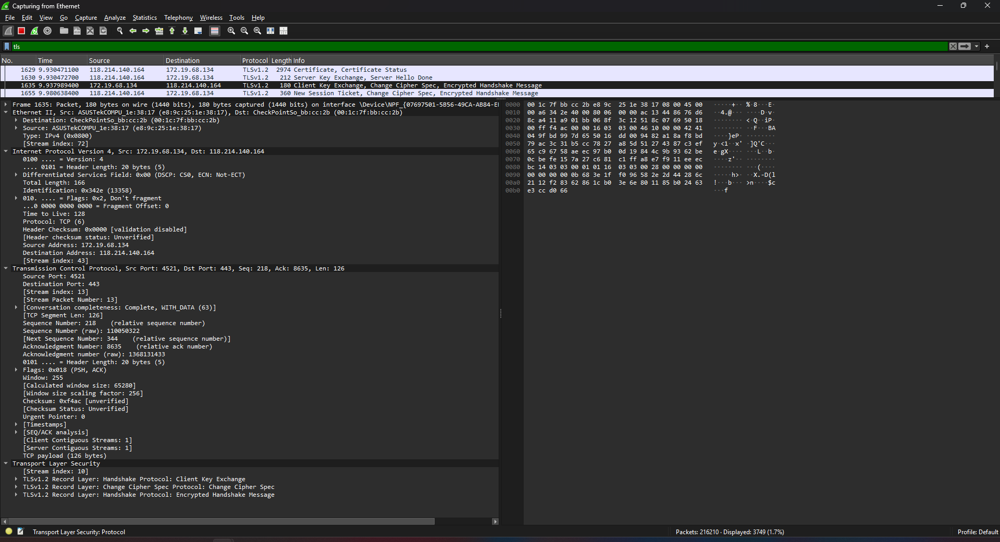 Capturing from Ethernet
File Edit View Go Capture Analyze Statistics Telephony Wireless Tools Help
tls
No. Time Source Destination Protocol Length Info
1629 9.930471100 118.214.140.164 172.19.68.134 TLSv1.2 2974 Certificate, Certificate Status
1630 9.930472700 118.214.140.164 172.19.68.134 TLSv1.2 212 Server Key Exchange, Server Hello Done
1635 9.937989400 172.19.68.134 118.214.140.164 TLSv1.2 180 Client Key Exchange, Change Cipher Spec, Encrypted Handshake Message
1655 9.980638400 118.214.140.164 172.19.68.134 TLSv1.2 360 New Session Ticket, Change Cipher Spec, Encrypted Handshake Message
Frame 1635: Packet, 180 bytes on wire (1440 bits), 180 bytes captured (1440 bits) on interface \Device\NPF_{07697501-5B56-49CA-AB84-E
Ethernet II, Src: ASUSTekCOMPU_1e:38:17 (e8:9c:25:1e:38:17), Dst: CheckPointSo_bb:cc:2b (00:1c:7f:bb:cc:2b)
Destination: CheckPointSo_bb:cc:2b (00:1c:7f:bb:cc:2b)
Source: ASUSTekCOMPU_1e:38:17 (e8:9c:25:1e:38:17)
Type: IPv4 (0x0800)
[Stream index: 72]
Internet Protocol Version 4, Src: 172.19.68.134, Dst: 118.214.140.164
0100 .... = Version: 4
.... 0101 = Header Length: 20 bytes (5)
Differentiated Services Field: 0x00 (DSCP: CS0, ECN: Not-ECT)
Total Length: 166
Identification: 0x342e (13358)
010. .... = Flags: 0x2, Don't fragment
...0 0000 0000 0000 = Fragment Offset: 0
Time to Live: 128
Protocol: TCP (6)
Header Checksum: 0x0000 [validation disabled]
[Header checksum status: Unverified]
Source Address: 172.19.68.134
Destination Address: 118.214.140.164
[Stream index: 43]
Transmission Control Protocol, Src Port: 4521, Dst Port: 443, Seq: 218, Ack: 8635, Len: 126
Source Port: 4521
Destination Port: 443
[Stream index: 13]
[Stream Packet Number: 13]
[Conversation completeness: Complete, WITH_DATA (63)]
[TCP Segment Len: 126]
Sequence Number: 218 (relative sequence number)
Sequence Number (raw): 110050322
[Next Sequence Number: 344 (relative sequence number)]
Acknowledgment Number: 8635 (relative ack number)
Acknowledgment number (raw): 1368131433
0101 .... = Header Length: 20 bytes (5)
Flags: 0x018 (PSH, ACK)
Window: 255
[Calculated window size: 65280]
[Window size scaling factor: 256]
Checksum: 0xf4ac [unverified]
[Checksum Status: Unverified]
Urgent Pointer: 0
[Timestamps]
[SEQ/ACK analysis]
[Client Contiguous Streams: 1]
[Server Contiguous Streams: 1]
TCP payload (126 bytes)
Transport Layer Security
[Stream index: 10]
TLSv1.2 Record Layer: Handshake Protocol: Client Key Exchange
TLSv1.2 Record Layer: Change Cipher Spec Protocol: Change Cipher Spec
TLSv1.2 Record Layer: Handshake Protocol: Encrypted Handshake Message
0000 00 1c 7f bb cc 2b e8 9c 25 1e 38 17 08 00 45 00 ·····+·· %·8···E·
0010 00 a6 34 2e 40 00 80 06 00 00 ac 13 44 86 76 d6 ··4.@··· ····D·v·
0020 8c a4 11 a9 01 bb 06 8f 3c 12 51 8c 07 69 50 18 ········ <·Q··iP·
0030 00 ff f4 ac 00 00 16 03 03 00 46 10 00 00 42 41 ········ ··F···BA
0040 04 9f bd 99 7d 65 50 16 dd 00 94 82 a1 8a f8 bd ····}eP· ········
0050 79 ac 3c 31 b5 cc 78 27 a8 5d 51 27 43 87 c3 ef y·<1··x' ·]Q'C···
0060 65 c9 67 58 ae ec 97 b0 0d 19 84 4c 9b 93 62 be e·gX···· ···L··b·
0070 0c be fe 15 7a 27 c6 81 c1 ff a8 e7 f9 11 ee ec ····z'·· ········
0080 bc 14 03 03 00 01 01 16 03 03 00 28 00 00 00 00 ········ ···(····
0090 00 00 00 00 0b 68 3e 1f f0 96 58 2e 2d 44 28 6c ·····h>· ··X.-D(l
00a0 21 12 f2 83 62 86 1c b0 3e 6e 80 11 85 b0 24 63 !···b··· >n····$c
00b0 e3 cc d0 66 ···f
Transport Layer Security: Protocol
Packets: 216210 · Displayed: 3749 (1.7%)
Profile: Default